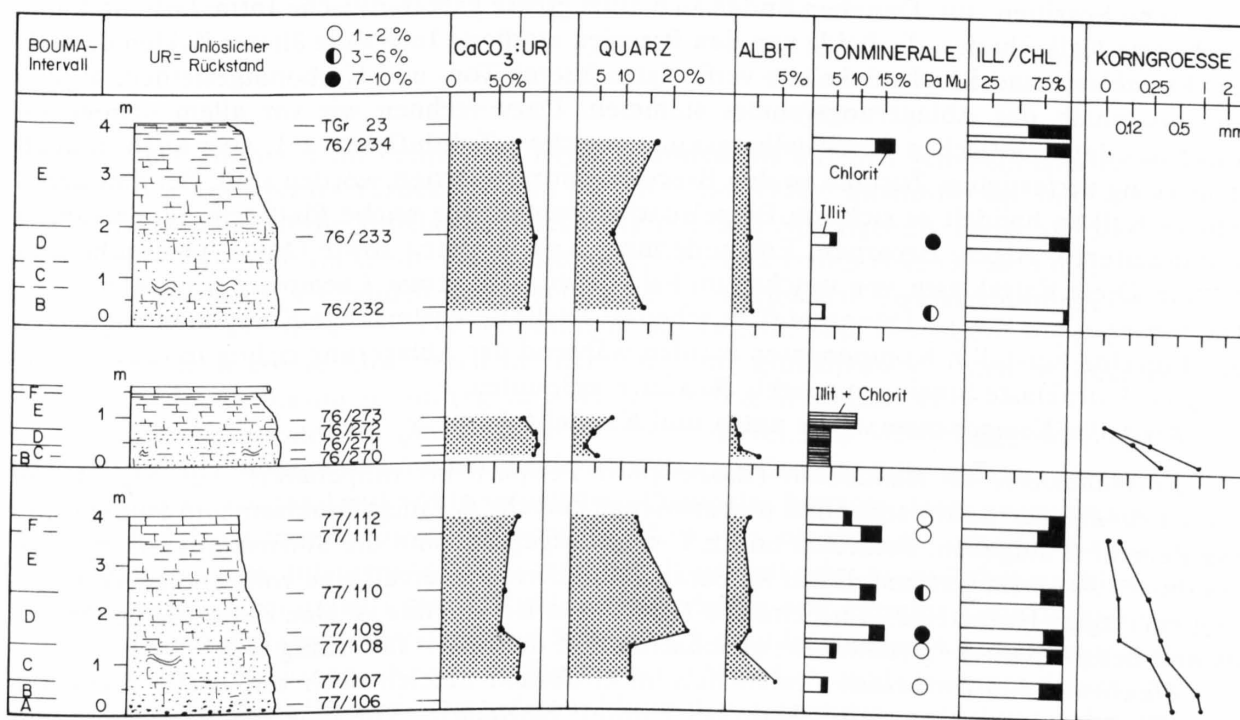 BOUMA-
Intervall
UR= Unlöslicher
Rückstand
○ 1-2 %
◐ 3-6%
● 7-10%
CaCO3:UR
0 50%
QUARZ
5 10 20%
ALBIT
5%
TONMINERALE
5 10 15% Pa Mu
ILL/CHL
25 75%
KORNGROESSE
0 0.25 1 2
0.12 0.5 mm
m
4
3
2
1
0
E
D
C
B
TGr 23
76/234
76/233
76/232
Chlorit
Illit
m
1
0
F
E
D
C
B
76/273
76/272
76/271
76/270
Illit + Chlorit
m
4
3
2
1
0
F
E
D
C
B
A
77/112
77/111
77/110
77/109
77/108
77/107
77/106